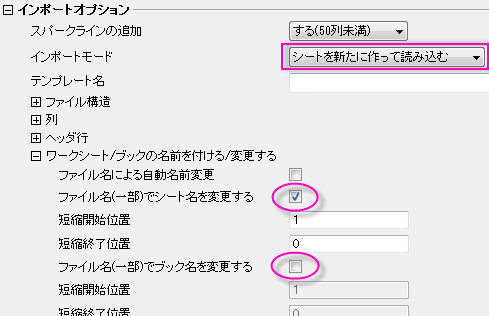 インポートオプション
スパークラインの追加 する(50列未満)
インポートモード シートを新たに作って読み込む
テンプレート名
ファイル構造
列
ヘッダ行
ワークシート/ブックの名前を付ける/変更する
ファイル名による自動名前変更
ファイル名(一部)でシート名を変更する
短縮開始位置 1
短縮終了位置 0
ファイル名(一部)でブック名を変更する
短縮開始位置 1
短縮終了位置 0